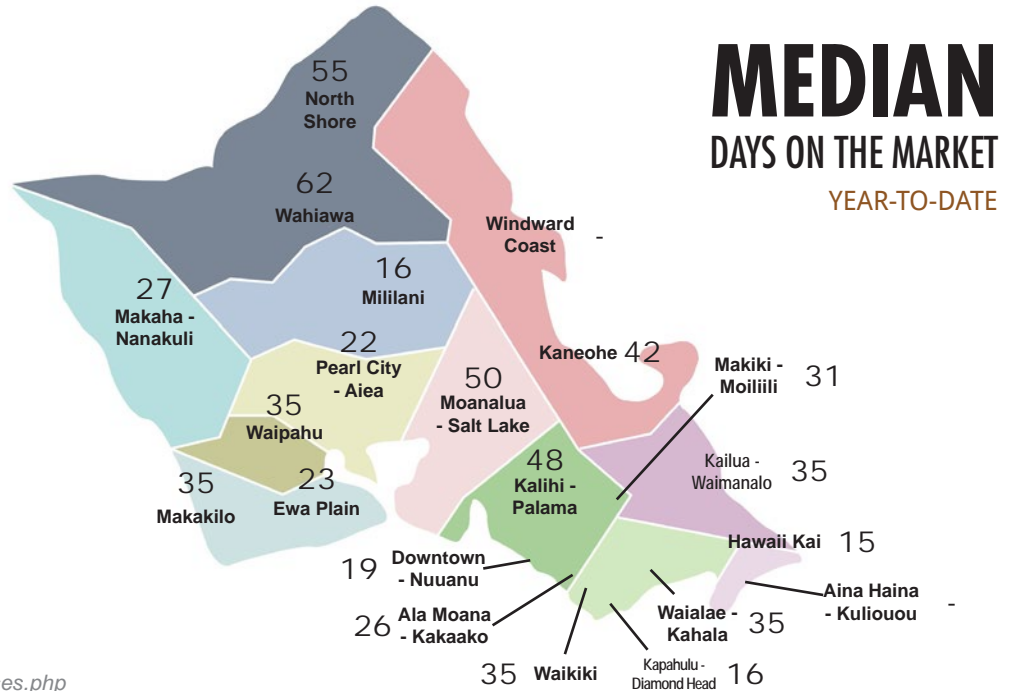 MEDIAN
DAYS ON THE MARKET
YEAR-TO-DATE
55
North
Shore
62
Wahiawa
Windward
Coast -
16
Mililani
27
Makaha -
Nanakuli
22
Pearl City
- Aiea
Kaneohe 42
50
Moanalua
- Salt Lake
Makiki -
Moiliili 31
35
Waipahu
48
Kalihi -
Palama
Kailua -
Waimanalo 35
35
Makakilo
23
Ewa Plain
Hawaii Kai 15
19 Downtown
- Nuuanu
Aina Haina
- Kuliouou -
26 Ala Moana
- Kakaako
Waialae -
Kahala 35
35 Waikiki
Kapahulu -
Diamond Head 16
es.php